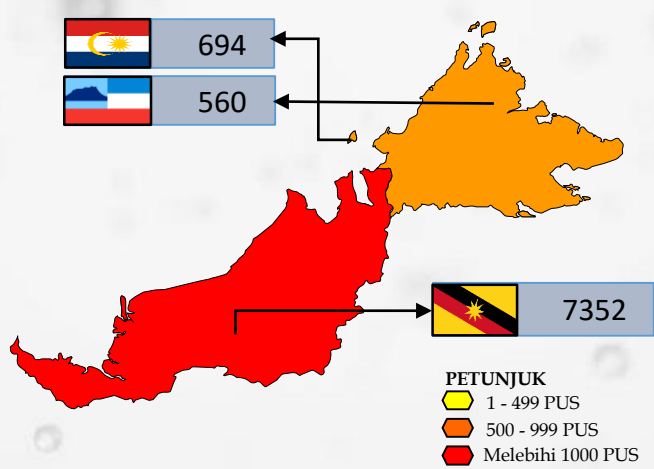 694
560
7352
PETUNJUK
1 - 499 PUS
500 - 999 PUS
Melebihi 1000 PUS